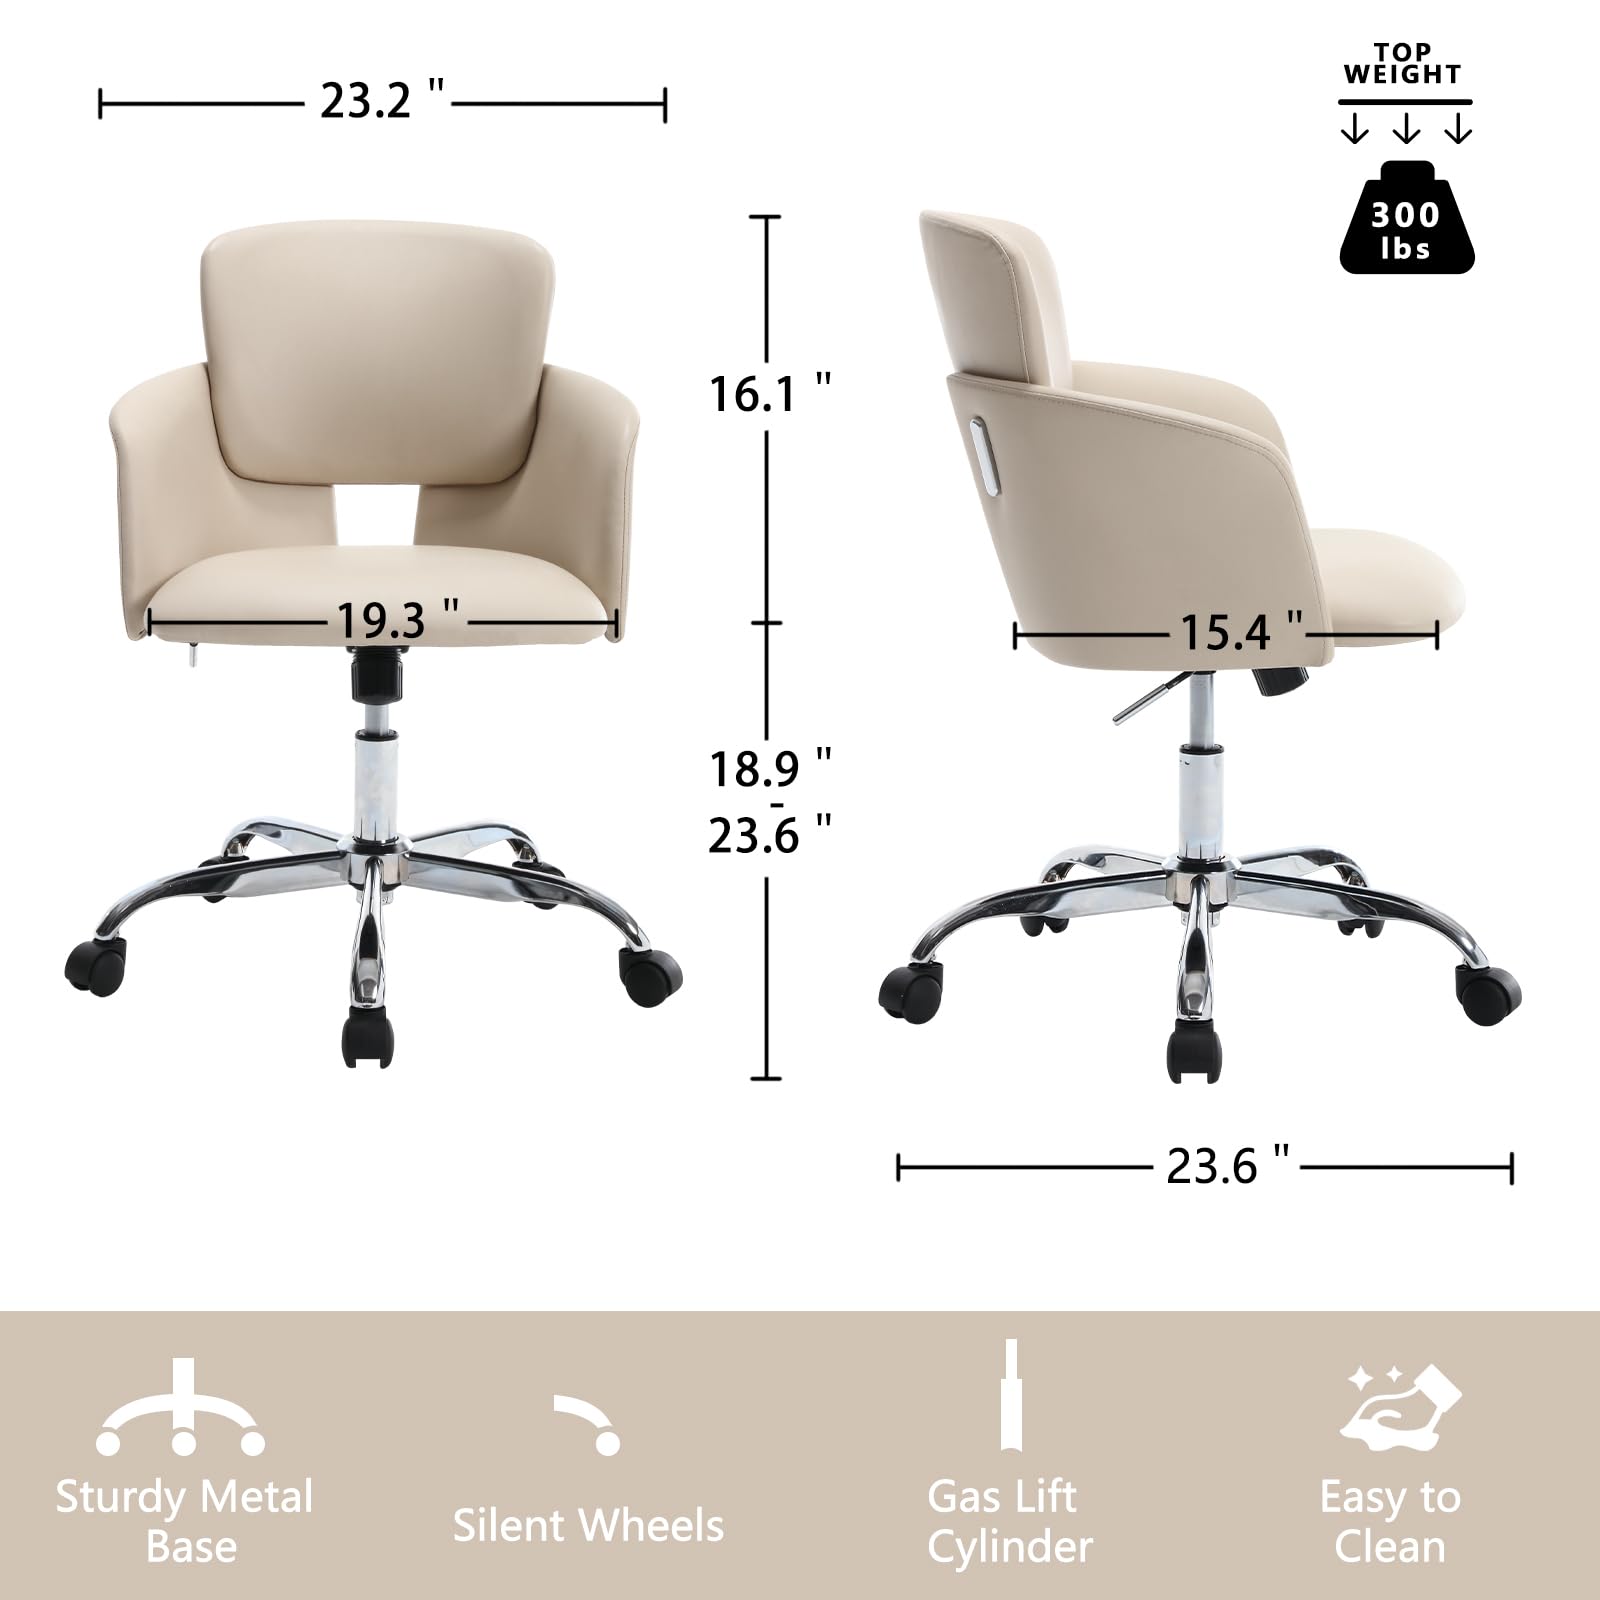 23.2 "
TOP
WEIGHT
300
lbs
16.1 "
19.3 "
15.4 "
18.9 "
-
23.6 "
23.6 "
Sturdy Metal
Base
Silent Wheels
Gas Lift
Cylinder
Easy to
Clean